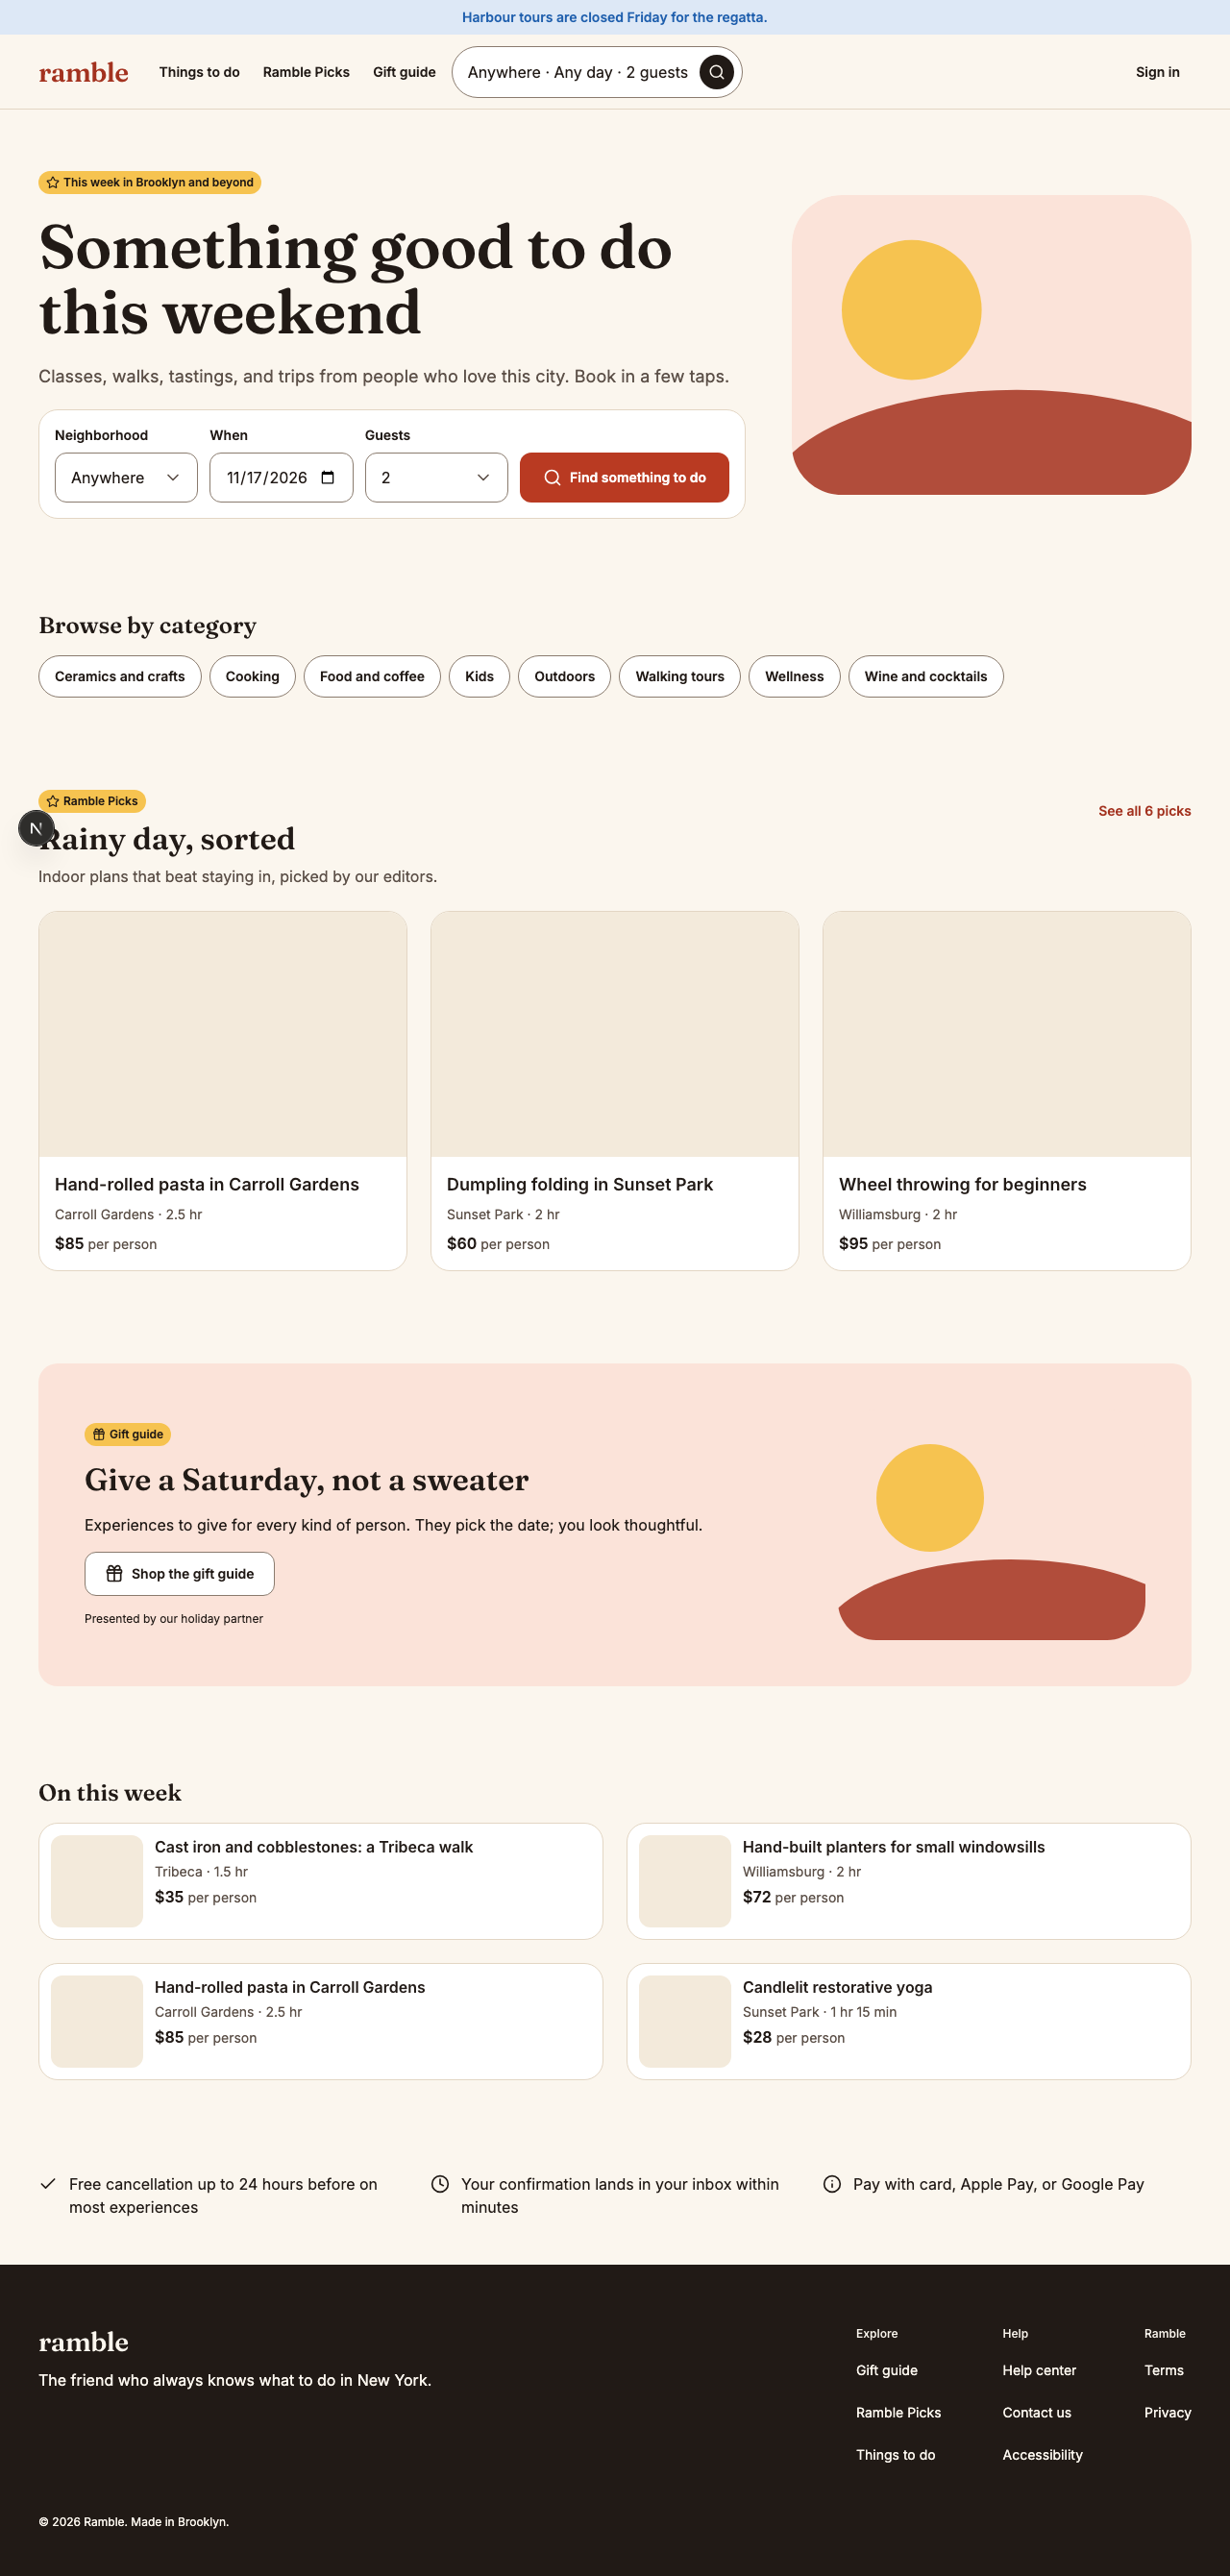 Harbour tours are closed Friday for the regatta.
ramble
Things to do
Ramble Picks
Gift guide
Anywhere · Any day · 2 guests
Sign in
This week in Brooklyn and beyond
Something good to do
this weekend
Classes, walks, tastings, and trips from people who love this city. Book in a few taps.
Neighborhood
When
Guests
Anywhere
11/17/2026
2
Find something to do
Browse by category
Ceramics and crafts
Cooking
Food and coffee
Kids
Outdoors
Walking tours
Wellness
Wine and cocktails
Ramble Picks
See all 6 picks
N
Rainy day, sorted
Indoor plans that beat staying in, picked by our editors.
Hand-rolled pasta in Carroll Gardens
Carroll Gardens · 2.5 hr
$85 per person
Dumpling folding in Sunset Park
Sunset Park · 2 hr
$60 per person
Wheel throwing for beginners
Williamsburg · 2 hr
$95 per person
Gift guide
Give a Saturday, not a sweater
Experiences to give for every kind of person. They pick the date; you look thoughtful.
Shop the gift guide
Presented by our holiday partner
On this week
Cast iron and cobblestones: a Tribeca walk
Tribeca · 1.5 hr
$35 per person
Hand-built planters for small windowsills
Williamsburg · 2 hr
$72 per person
Hand-rolled pasta in Carroll Gardens
Carroll Gardens · 2.5 hr
$85 per person
Candlelit restorative yoga
Sunset Park · 1 hr 15 min
$28 per person
Free cancellation up to 24 hours before on
most experiences
Your confirmation lands in your inbox within
minutes
Pay with card, Apple Pay, or Google Pay
ramble
The friend who always knows what to do in New York.
Explore
Gift guide
Ramble Picks
Things to do
Help
Help center
Contact us
Accessibility
Ramble
Terms
Privacy
© 2026 Ramble. Made in Brooklyn.